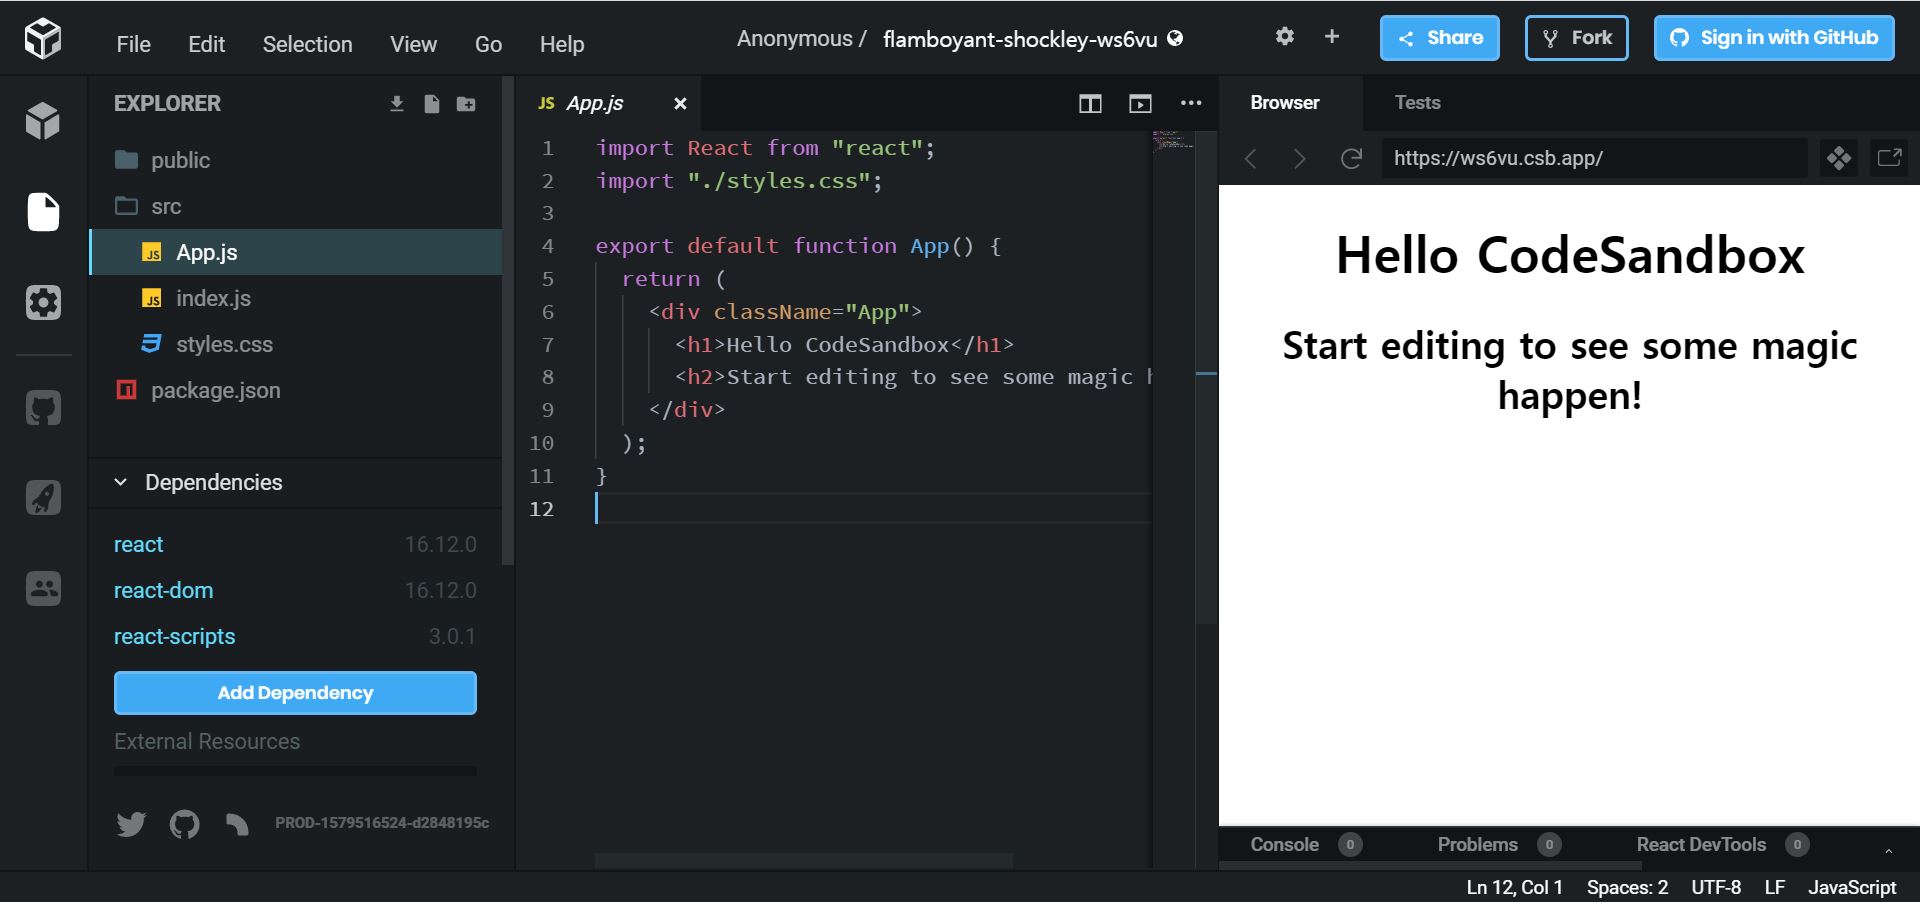 File Edit Selection View Go Help
Anonymous / flamboyant-shockley-ws6vu
Share
Fork
Sign in with GitHub
EXPLORER
public
src
JS App.js
JS index.js
styles.css
package.json
Dependencies
react 16.12.0
react-dom 16.12.0
react-scripts 3.0.1
Add Dependency
External Resources
PROD-1579516524-d2848195c
JS App.js
1 import React from "react";
2 import "./styles.css";
3
4 export default function App() {
5 return (
6 <div className="App">
7 <h1>Hello CodeSandbox</h1>
8 <h2>Start editing to see some magic
9 </div>
10 );
11 }
12
Browser Tests
https://ws6vu.csb.app/
Hello CodeSandbox
Start editing to see some magic
happen!
Console 0 Problems 0 React DevTools 0
Ln 12, Col 1 Spaces: 2 UTF-8 LF JavaScript